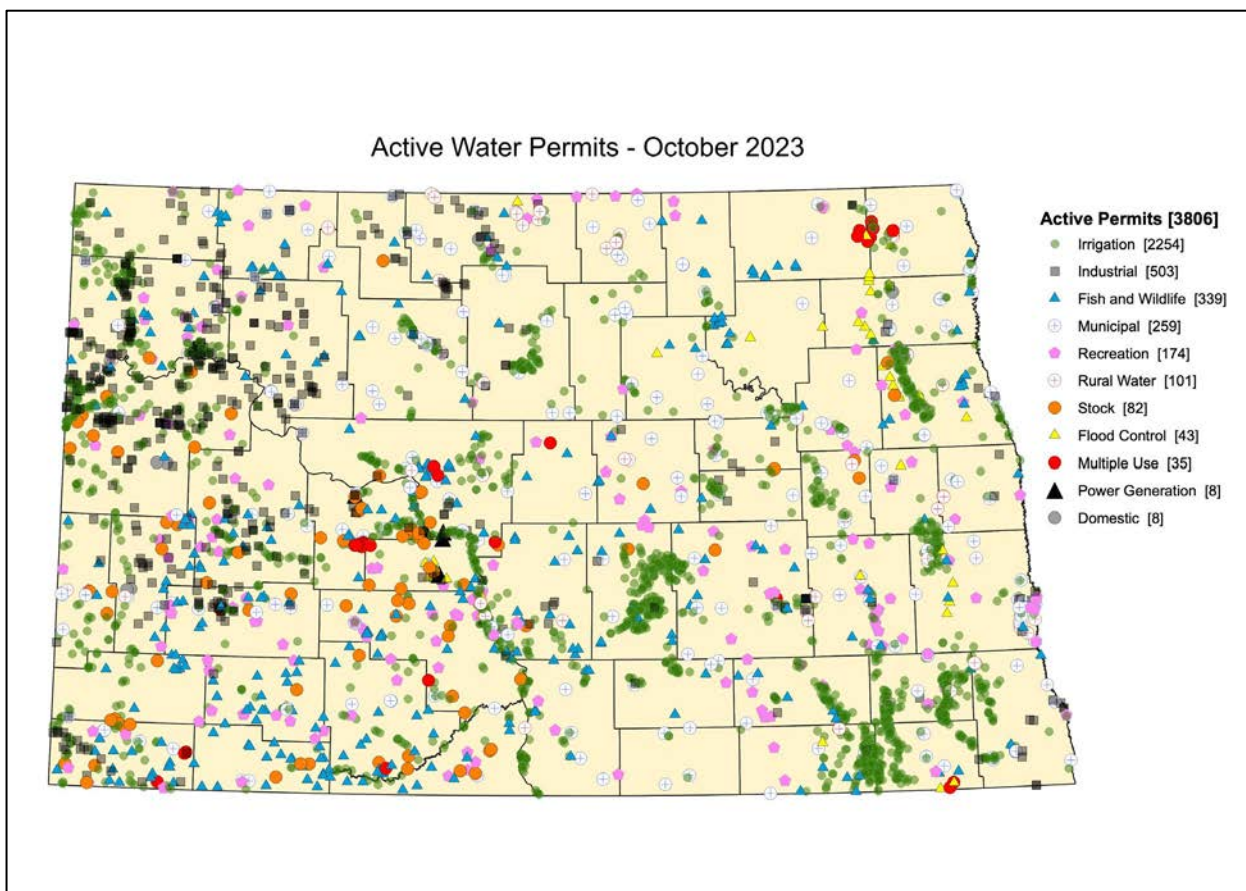 Active Water Permits - October 2023
Active Permits [3806]
Irrigation [2254]
Industrial [503]
Fish and Wildlife [339]
Municipal [259]
Recreation [174]
Rural Water [101]
Stock [82]
Flood Control [43]
Multiple Use [35]
Power Generation [8]
Domestic [8]